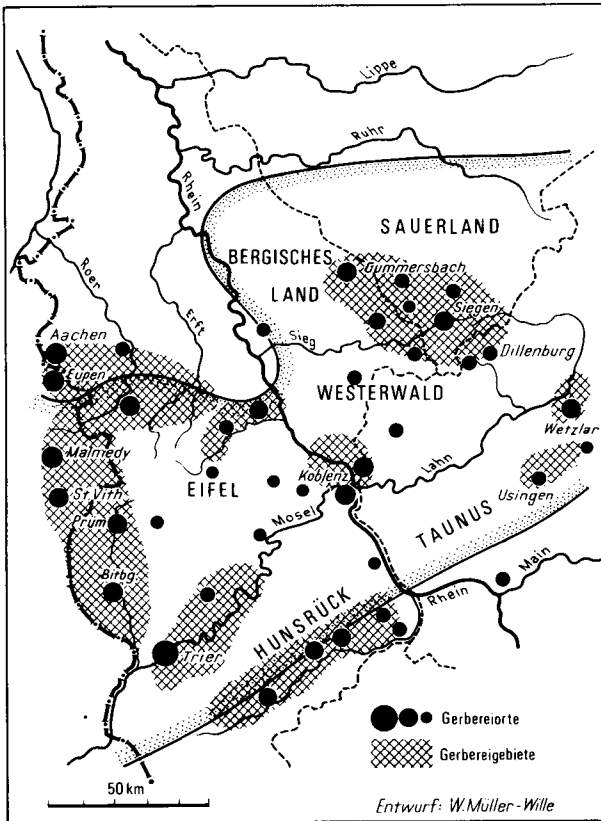 Lippe
Ruhr
Rhein
SAUERLAND
BERGISCHES
LAND
Gummersbach
Roer
Erft
Siegen
Sieg
Aachen
Eupen
Dillenburg
WESTERWALD
Wetzlar
Malmedy
Koblenz
Lahn
St.Vith
EIFEL
Usingen
Prüm
Mosel
TAUNUS
Bitbg.
Main
Rhein
HUNSRÜCK
Trier
Gerbereiorte
Gerbereigebiete
50 km
Entwurf: W.Müller-Wille